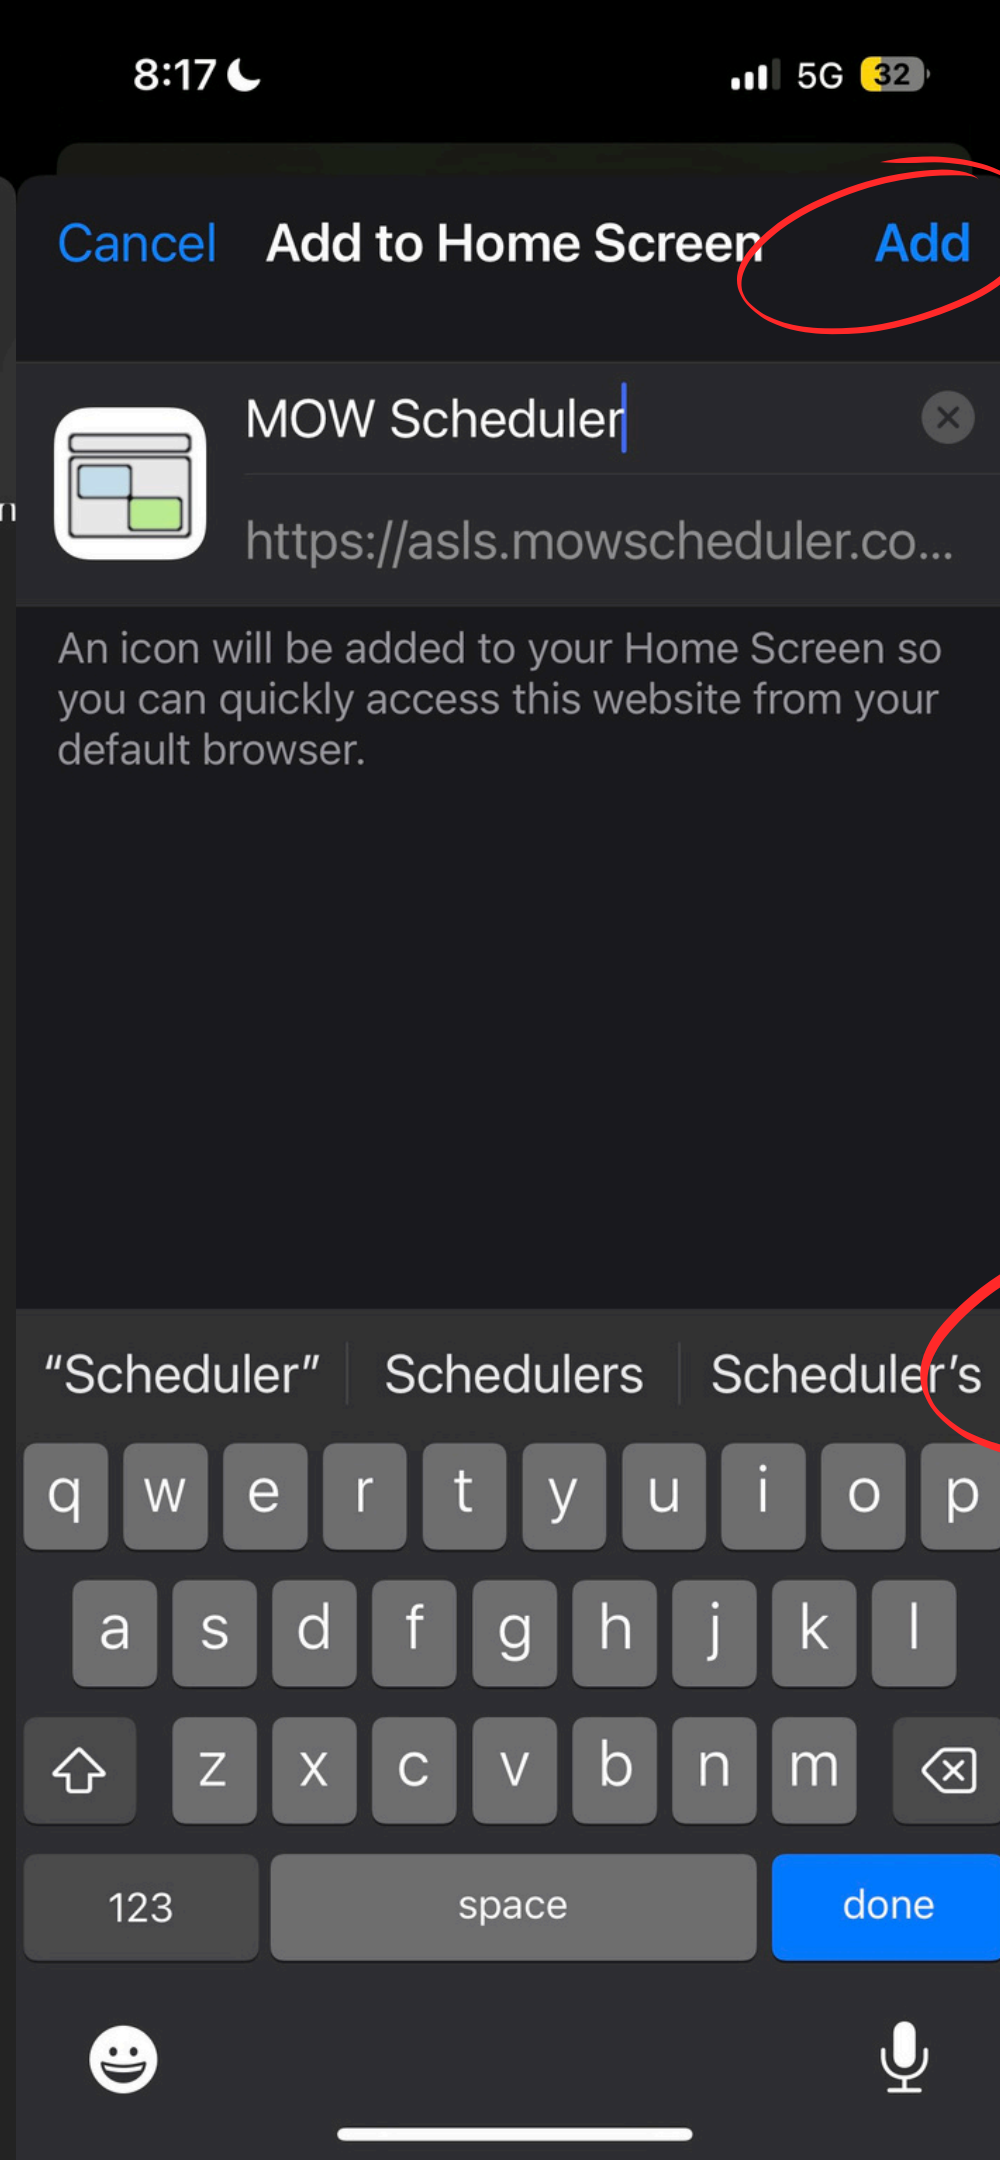 8:17
5G
32
Cancel
Add to Home Screen
Add
MOW Scheduler
https://asls.mowscheduler.co...
An icon will be added to your Home Screen so
you can quickly access this website from your
default browser.
“Scheduler”
Schedulers
Scheduler’s
q w e r t y u i o p
a s d f g h j k l
z x c v b n m
123
space
done